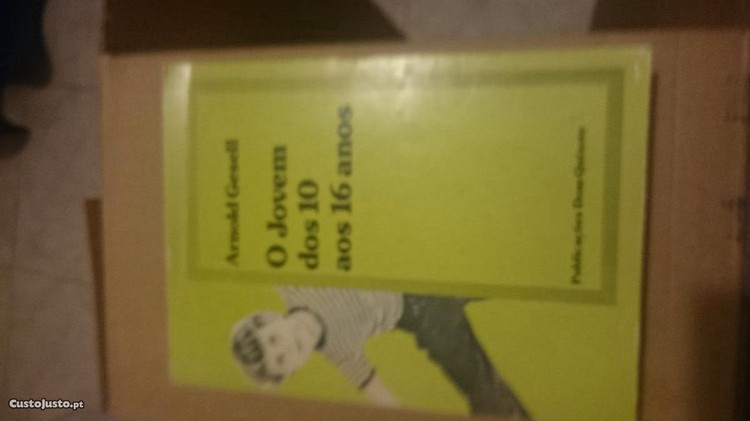 Arnold Gesell
O Jovem
dos 10
aos 16 anos
Publicações Dom Quixote
CustoJusto.pt